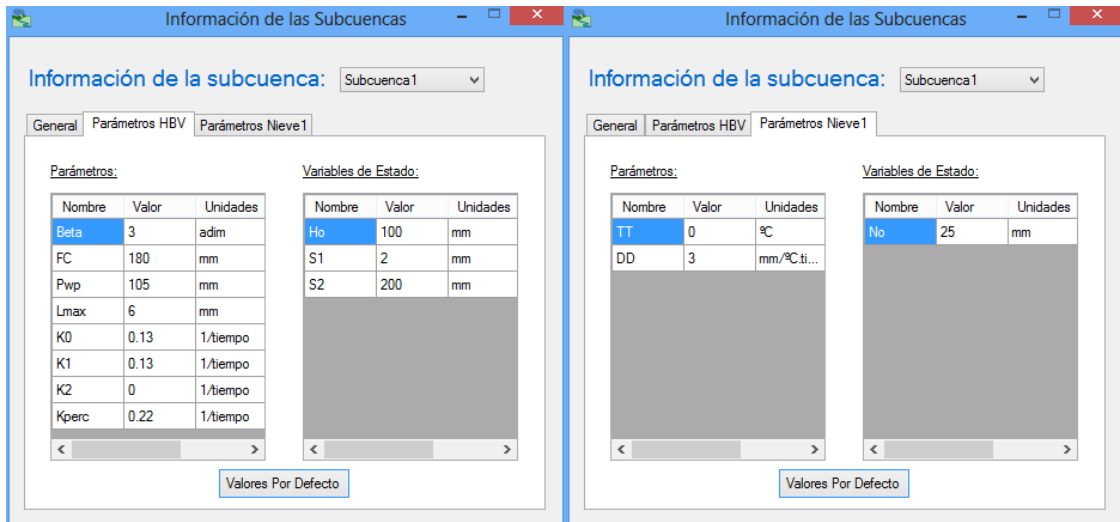 Información de las Subcuencas
Información de la subcuenca: Subcuenca1
General Parámetros HBV Parámetros Nieve1
Parámetros: Variables de Estado:
Nombre Valor Unidades Nombre Valor Unidades
Beta 3 adim Ho 100 mm
FC 180 mm S1 2 mm
Pwp 105 mm S2 200 mm
Lmax 6 mm
K0 0.13 1/tiempo
K1 0.13 1/tiempo
K2 0 1/tiempo
Kperc 0.22 1/tiempo
Valores Por Defecto
Información de las Subcuencas
Información de la subcuenca: Subcuenca1
General Parámetros HBV Parámetros Nieve1
Parámetros: Variables de Estado:
Nombre Valor Unidades Nombre Valor Unidades
TT 0 ºC No 25 mm
DD 3 mm/ºC.ti...
Valores Por Defecto